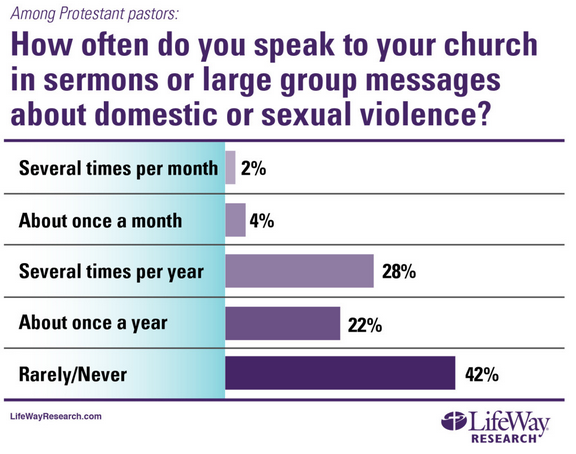 Among Protestant pastors:
How often do you speak to your church
in sermons or large group messages
about domestic or sexual violence?
Several times per month 2%
About once a month 4%
Several times per year 28%
About once a year 22%
Rarely/Never 42%
LifeWayResearch.com
LifeWay
RESEARCH